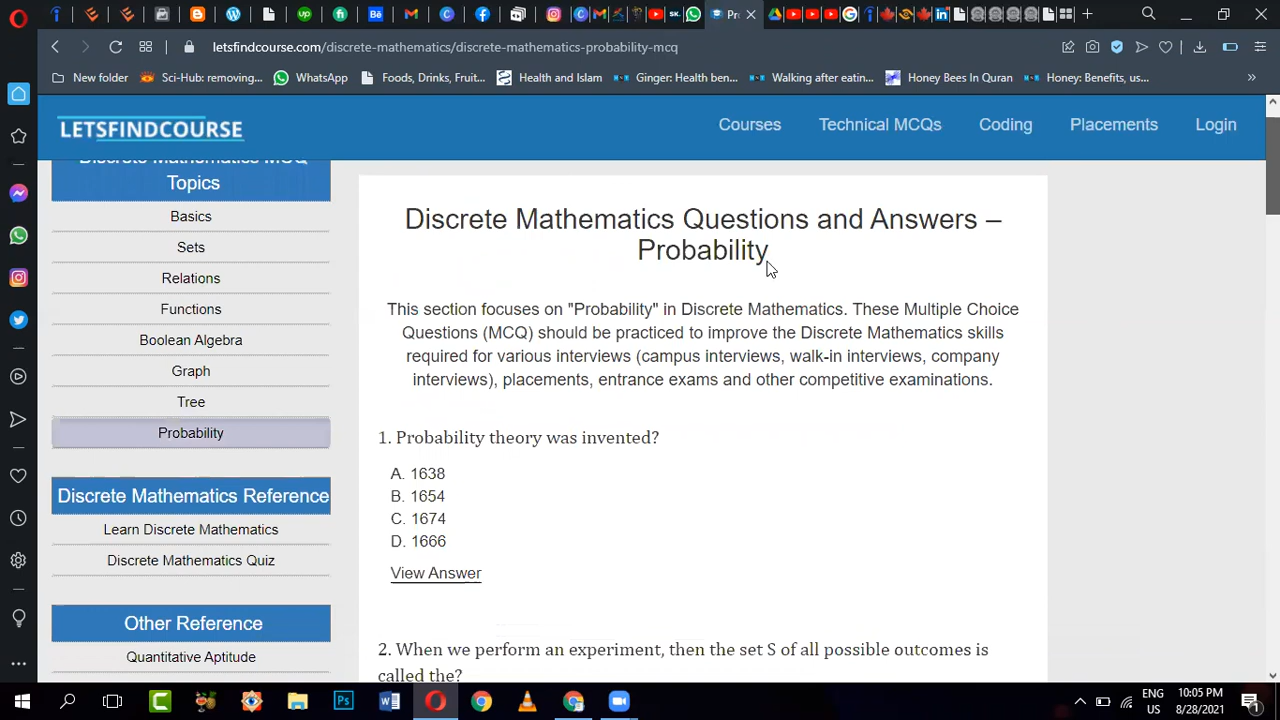 Pr
SK
letsfindcourse.com/discrete-mathematics/discrete-mathematics-probability-mcq
New folder
Sci-Hub: removing...
WhatsApp
Foods, Drinks, Fruit...
Health and Islam
Ginger: Health ben...
Walking after eatin...
Honey Bees In Quran
Honey: Benefits, us...
LETSFINDCOURSE
Courses
Technical MCQs
Coding
Placements
Login
Discrete Mathematics MCQ
Topics
Basics
Sets
Relations
Functions
Boolean Algebra
Graph
Tree
Probability
Discrete Mathematics Reference
Learn Discrete Mathematics
Discrete Mathematics Quiz
Other Reference
Quantitative Aptitude
Discrete Mathematics Questions and Answers –
Probability
This section focuses on "Probability" in Discrete Mathematics. These Multiple Choice
Questions (MCQ) should be practiced to improve the Discrete Mathematics skills
required for various interviews (campus interviews, walk-in interviews, company
interviews), placements, entrance exams and other competitive examinations.
1. Probability theory was invented?
A. 1638
B. 1654
C. 1674
D. 1666
View Answer
2. When we perform an experiment, then the set S of all possible outcomes is
called the?
ENG
US
10:05 PM
8/28/2021